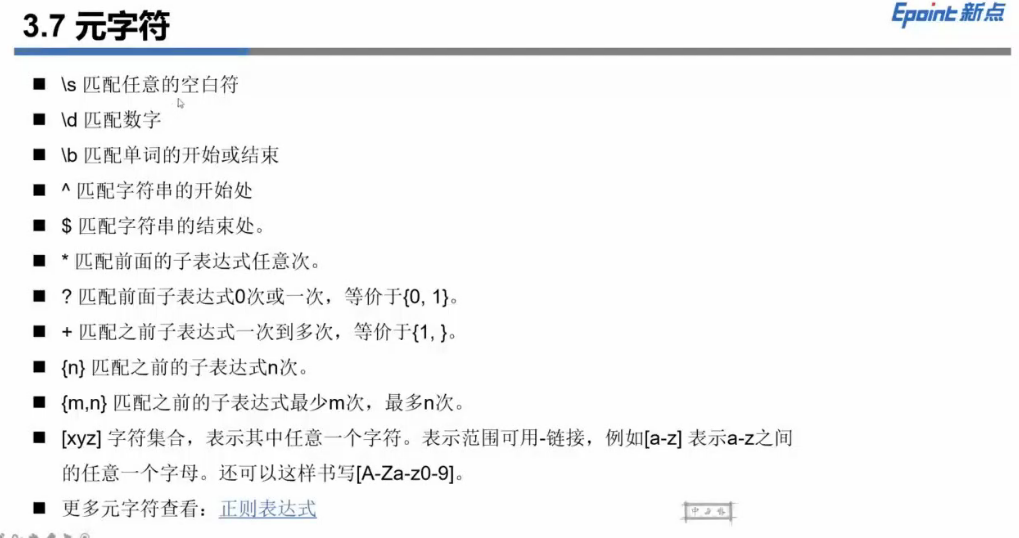 3.7 元字符
Epoint 新点
■ \s 匹配任意的空白符
■ \d 匹配数字
■ \b 匹配单词的开始或结束
■ ^ 匹配字符串的开始处
■ $ 匹配字符串的结束处。
■ * 匹配前面的子表达式任意次。
■ ? 匹配前面子表达式0次或一次，等价于{0, 1}。
■ + 匹配之前子表达式一次到多次，等价于{1, }。
■ {n} 匹配之前的子表达式n次。
■ {m,n} 匹配之前的子表达式最少m次，最多n次。
■ [xyz] 字符集合，表示其中任意一个字符。表示范围可用-链接，例如[a-z] 表示a-z之间
的任意一个字母。还可以这样书写[A-Za-z0-9]。
■ 更多元字符查看：正则表达式